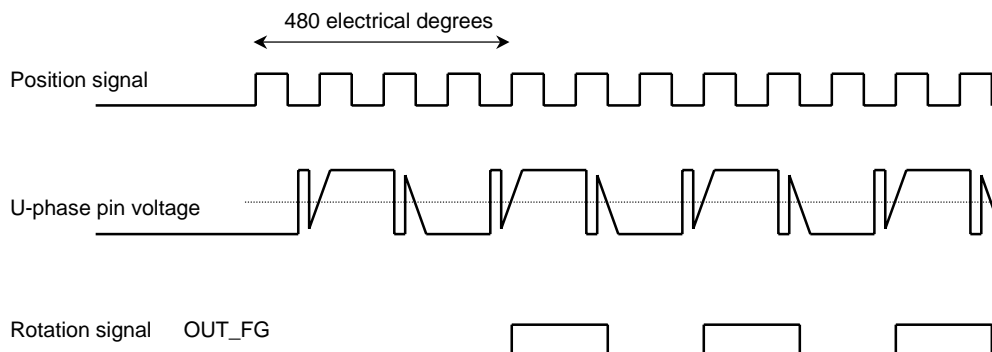 480 electrical degrees
Position signal
U-phase pin voltage
Rotation signal OUT_FG